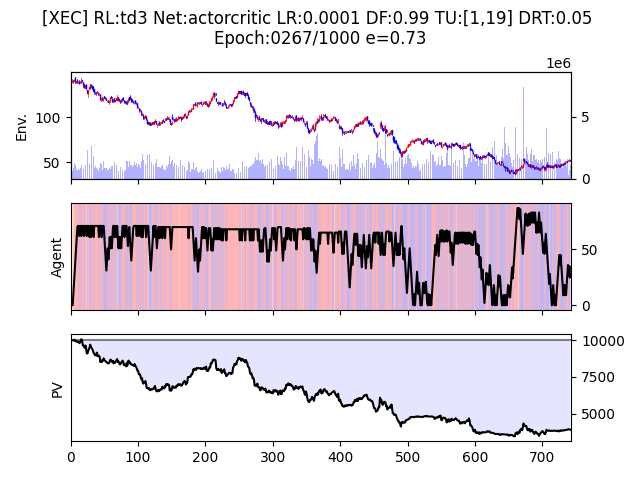 [XEC] RL:td3 Net:actorcritic LR:0.0001 DF:0.99 TU:[1,19] DRT:0.05
Epoch:0267/1000 e=0.73
1e6
Env.
100
50
5
0
Agent
50
0
PV
10000
7500
5000
0 100 200 300 400 500 600 700